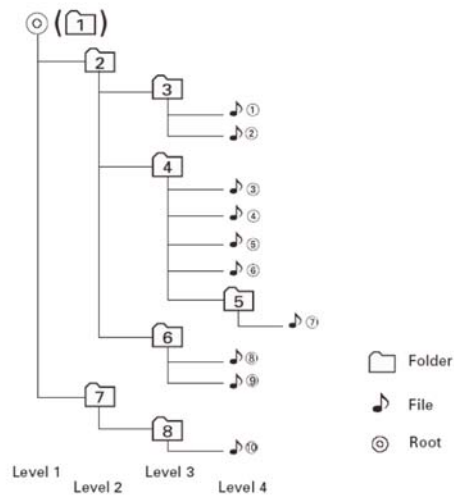 (1)
2
3
①
②
4
③
④
⑤
⑥
5
⑦
6
⑧
⑨
7
8
⑩
Folder
File
Root
Level 1
Level 2
Level 3
Level 4